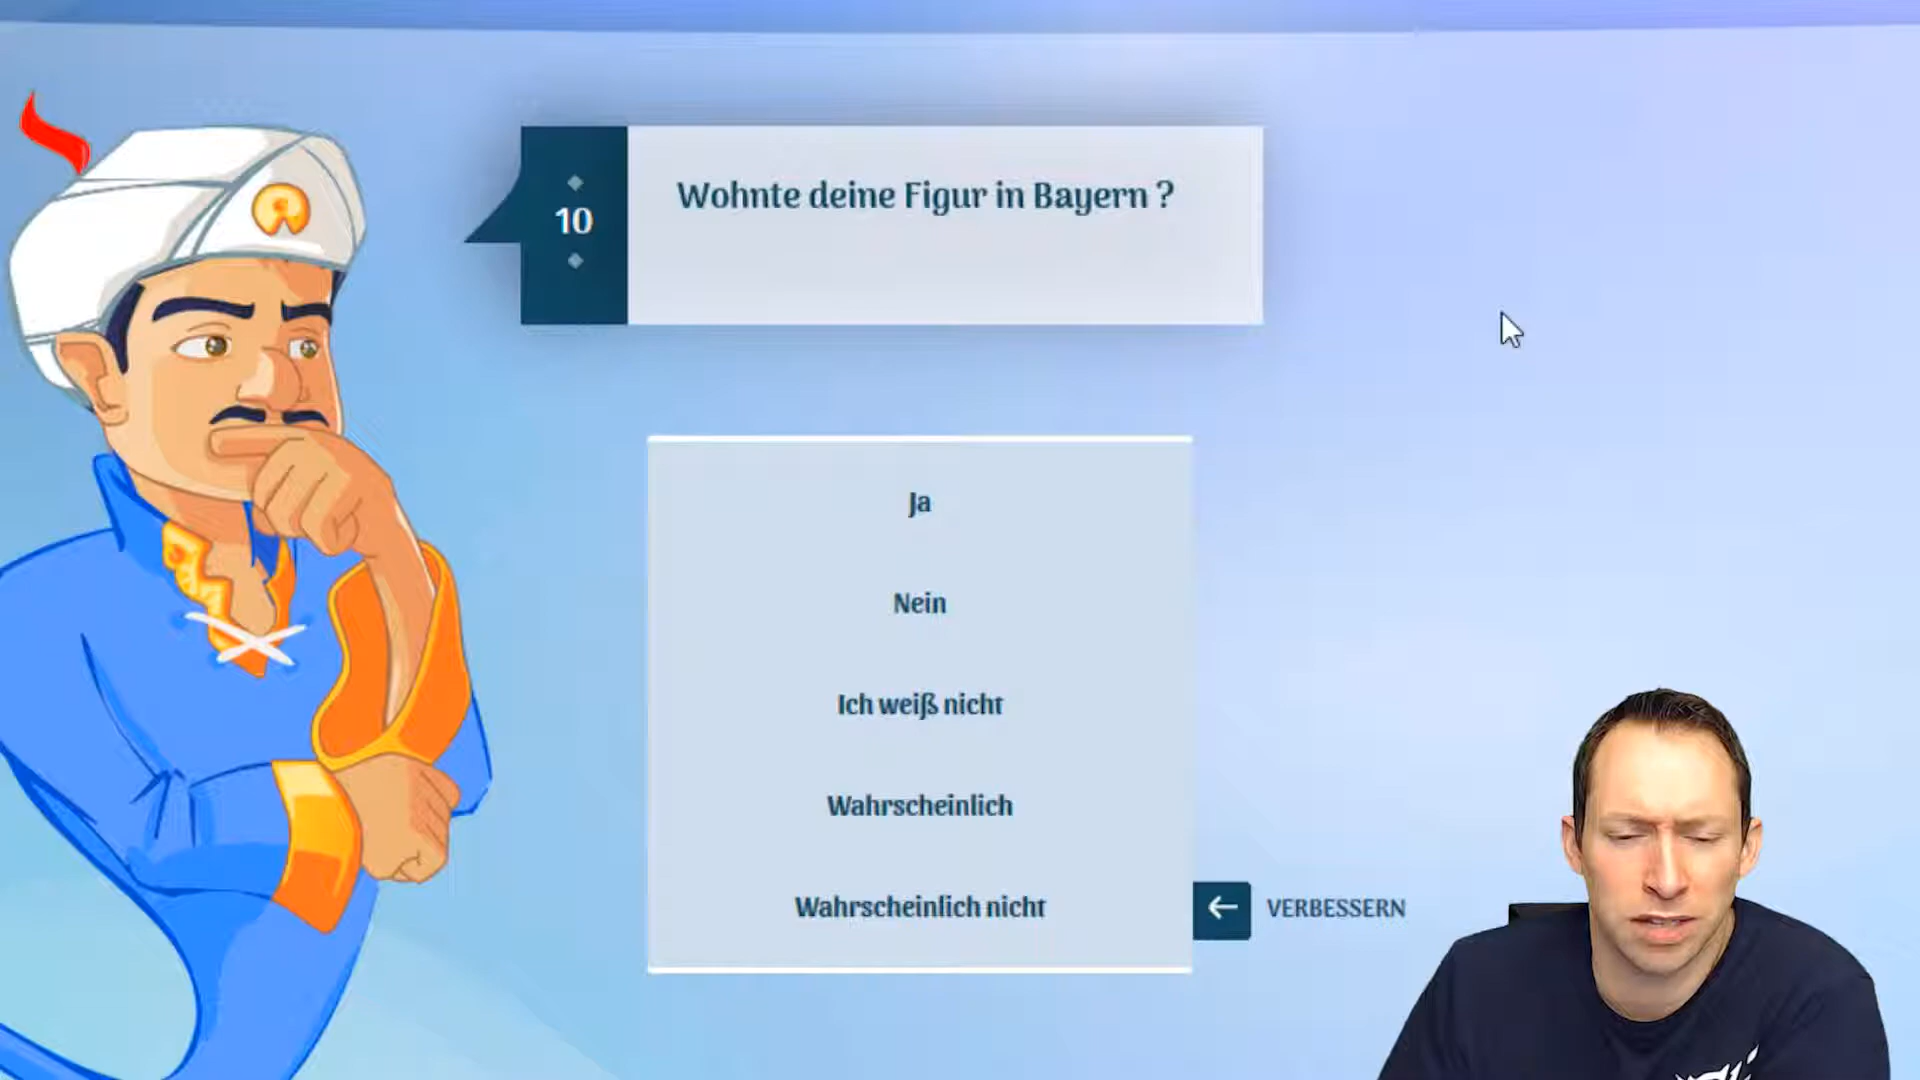 10
Wohnte deine Figur in Bayern ?
Ja
Nein
Ich weiß nicht
Wahrscheinlich
Wahrscheinlich nicht
VERBESSERN